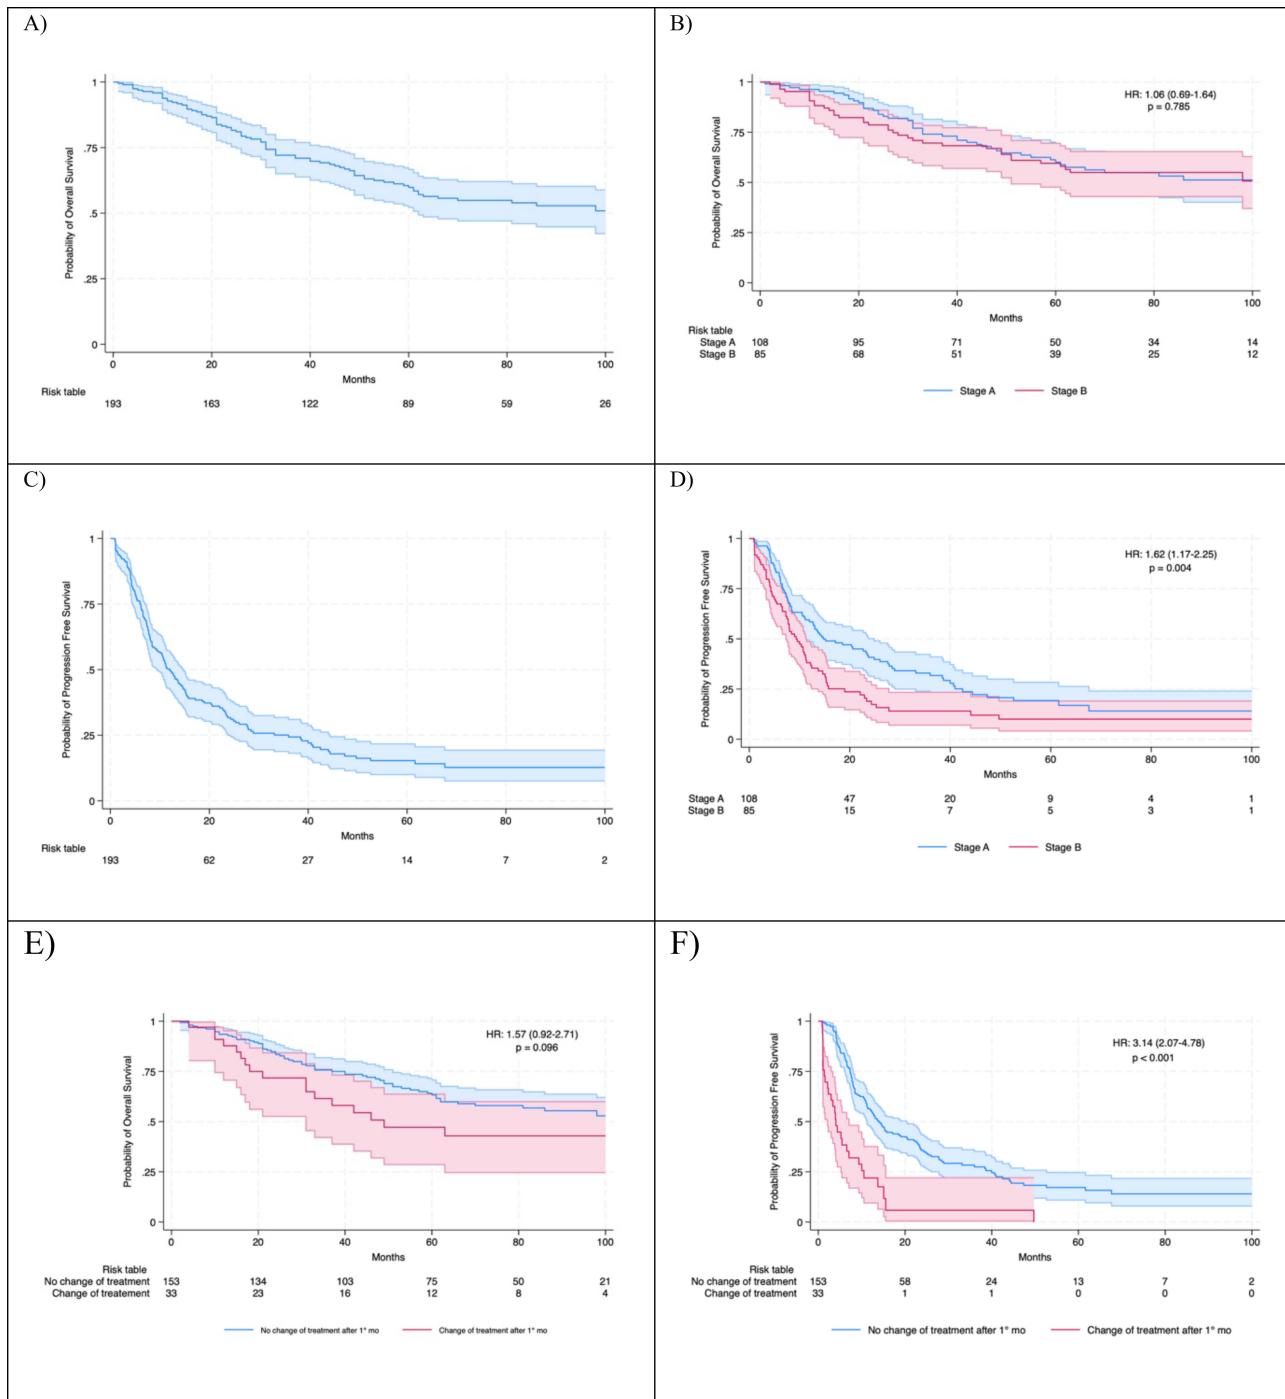 A)
Probability of Overall Survival
1
.75
.5
.25
0
0 20 40 60 80 100
Months
Risk table
193 163 122 89 59 26
B)
HR: 1.06 (0.69-1.64)
p = 0.785
Probability of Overall Survival
1
.75
.5
.25
0
0 20 40 60 80 100
Months
Risk table
Stage A 108 95 71 50 34 14
Stage B 85 68 51 39 25 12
Stage A Stage B
C)
Probability of Progression Free Survival
1
.75
.5
.25
0
0 20 40 60 80 100
Months
Risk table
193 62 27 14 7 2
D)
HR: 1.62 (1.17-2.25)
p = 0.004
Probability of Progression Free Survival
1
.75
.5
.25
0
0 20 40 60 80 100
Months
Stage A 108 47 20 9 4 1
Stage B 85 15 7 5 3 1
Stage A Stage B
E)
HR: 1.57 (0.92-2.71)
p = 0.096
Probability of Overall Survival
1
.75
.5
.25
0
0 20 40 60 80 100
Months
Risk table
No change of treatment 153 134 103 75 50 21
Change of treatement 33 23 16 12 8 4
No change of treatment after 1° mo Change of treatment after 1° mo
F)
HR: 3.14 (2.07-4.78)
p < 0.001
Probability of Progression Free Survival
1
.75
.5
.25
0
0 20 40 60 80 100
Months
Risk table
No change of treatment 153 58 24 13 7 2
Change of treatment 33 1 1 0 0 0
No change of treatment after 1° mo Change of treatment after 1° mo